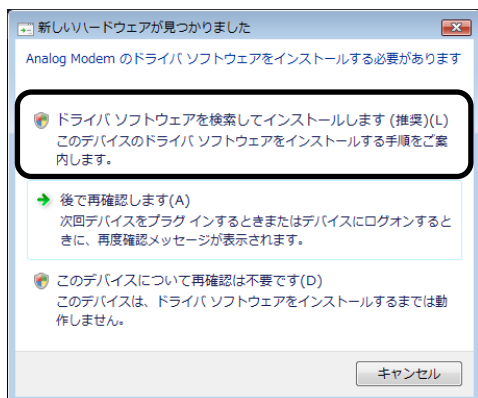 新しいハードウェアが見つかりました
Analog Modem のドライバ ソフトウェアをインストールする必要があります
ドライバ ソフトウェアを検索してインストールします (推奨)(L)
このデバイスのドライバ ソフトウェアをインストールする手順をご案
内します。
後で再確認します(A)
次回デバイスをプラグ インするときまたはデバイスにログオンすると
きに、再度確認メッセージが表示されます。
このデバイスについて再確認は不要です(D)
このデバイスは、ドライバ ソフトウェアをインストールするまでは動
作しません。
キャンセル